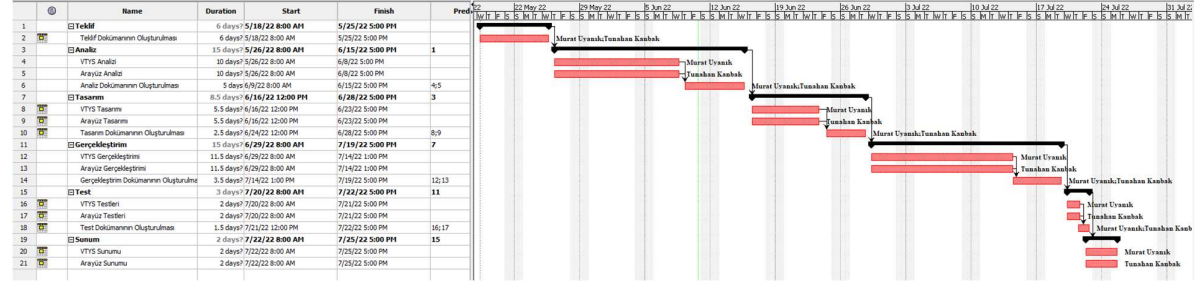 Name Duration Start Finish Pred
22 22 May 22 29 May 22 5 Jun 22 12 Jun 22 19 Jun 22 26 Jun 22 3 Jul 22 10 Jul 22 17 Jul 22 24 Jul 22 31 Jul 2
1 Teklif 6 days? 5/18/22 8:00 AM 5/25/22 5:00 PM
2 Teklif Dokümanının Oluşturulması 6 days? 5/18/22 8:00 AM 5/25/22 5:00 PM Murat Uyanık;Tunahan Kanbak
3 Analiz 15 days? 5/26/22 8:00 AM 6/15/22 5:00 PM 1
4 VTYS Analizi 10 days? 5/26/22 8:00 AM 6/8/22 5:00 PM Murat Uyanık
5 Arayüz Analizi 10 days? 5/26/22 8:00 AM 6/8/22 5:00 PM Tunahan Kanbak
6 Analiz Dokümanının Oluşturulması 5 days 6/9/22 8:00 AM 6/15/22 5:00 PM 4;5 Murat Uyanık;Tunahan Kanbak
7 Tasarım 8.5 days? 6/16/22 12:00 PM 6/28/22 5:00 PM 3
8 VTYS Tasarımı 5.5 days? 6/16/22 12:00 PM 6/23/22 5:00 PM Murat Uyanık
9 Arayüz Tasarımı 5.5 days? 6/16/22 12:00 PM 6/23/22 5:00 PM Tunahan Kanbak
10 Tasarım Dokümanının Oluşturulması 2.5 days? 6/24/22 12:00 PM 6/28/22 5:00 PM 8;9 Murat Uyanık;Tunahan Kanbak
11 Gerçekleştirim 15 days? 6/29/22 8:00 AM 7/19/22 5:00 PM 7
12 VTYS Gerçekleştirimi 11.5 days? 6/29/22 8:00 AM 7/14/22 1:00 PM Murat Uyanık
13 Arayüz Gerçekleştirimi 11.5 days? 6/29/22 8:00 AM 7/14/22 1:00 PM Tunahan Kanbak
14 Gerçekleştirim Dokümanının Oluşturulma 3.5 days? 7/14/22 1:00 PM 7/19/22 5:00 PM 12;13 Murat Uyanık;Tunahan Kanbak
15 Test 3 days? 7/20/22 8:00 AM 7/22/22 5:00 PM 11
16 VTYS Testleri 2 days? 7/20/22 8:00 AM 7/21/22 5:00 PM Murat Uyanık
17 Arayüz Testleri 2 days? 7/20/22 8:00 AM 7/21/22 5:00 PM Tunahan Kanbak
18 Test Dokümanının Oluşturulması 1.5 days? 7/21/22 12:00 PM 7/22/22 5:00 PM 16;17 Murat Uyanık;Tunahan Kanb
19 Sunum 2 days? 7/22/22 8:00 AM 7/25/22 5:00 PM 15
20 VTYS Sunumu 2 days? 7/22/22 8:00 AM 7/25/22 5:00 PM Murat Uyanık
21 Arayüz Sunumu 2 days? 7/22/22 8:00 AM 7/25/22 5:00 PM Tunahan Kanbak